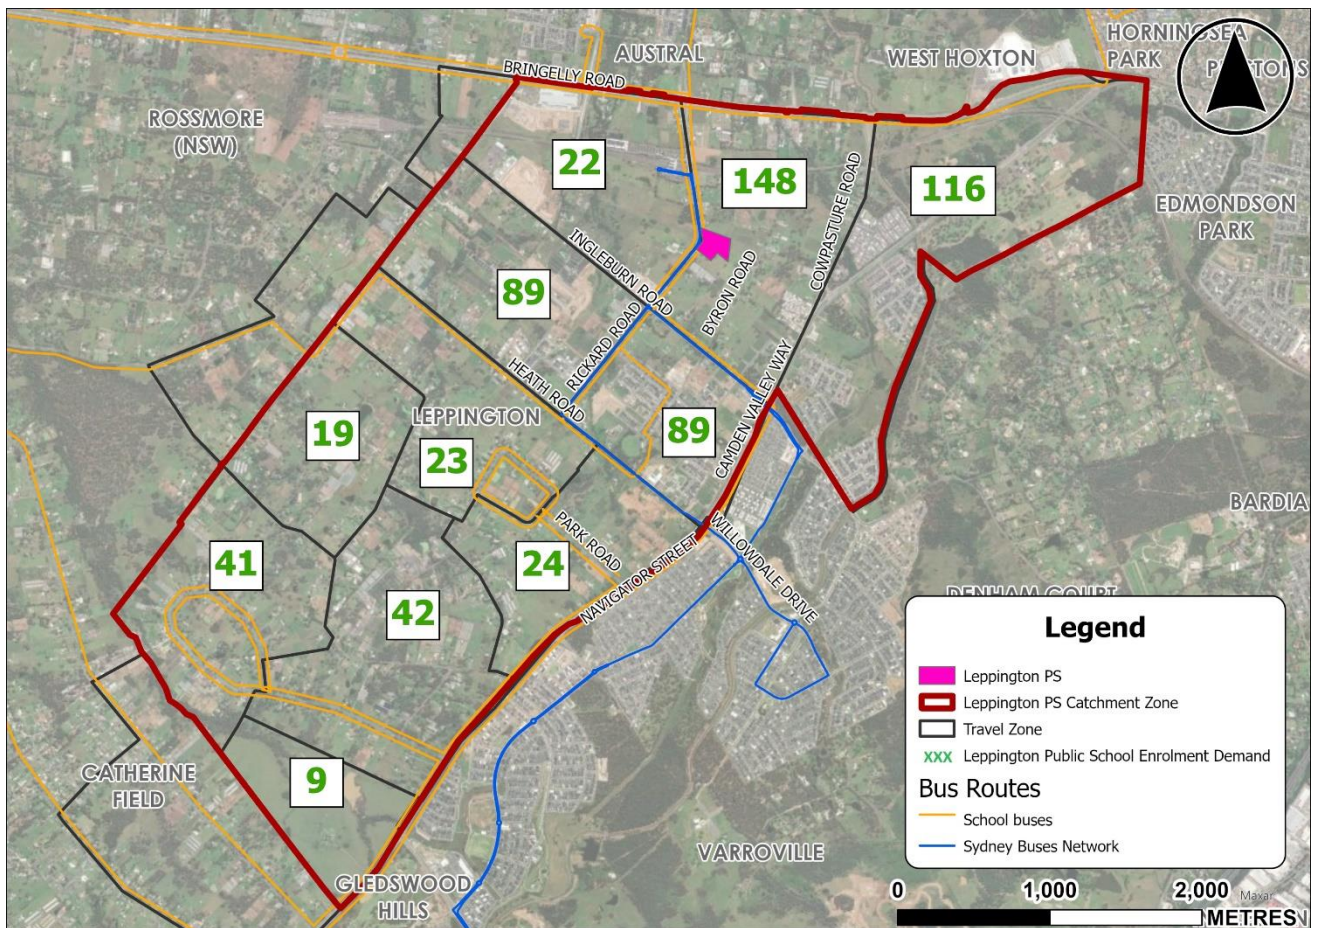 HORNINGSEA
PARK
AUSTRAL
WEST HOXTON
BRINGELLY ROAD
ROSSMORE
(NSW)
22
148
116
COWPASTURE ROAD
EDMONDSON
PARK
INGLEBURN ROAD
89
BYRON ROAD
RICKARD ROAD
HEATH ROAD
CAMDEN VALLEY WAY
LEPPINGTON
19
23
89
BARDIA
PARK ROAD
WILLOWDALE DRIVE
NAVIGATOR STREET
41
24
42
DENHAM COURT
Legend
Leppington PS
Leppington PS Catchment Zone
Travel Zone
XXX Leppington Public School Enrolment Demand
Bus Routes
School buses
Sydney Buses Network
CATHERINE
FIELD
9
VARROVILLE
GLEDSWOOD
HILLS
0 1,000 2,000
METRES
Maxar